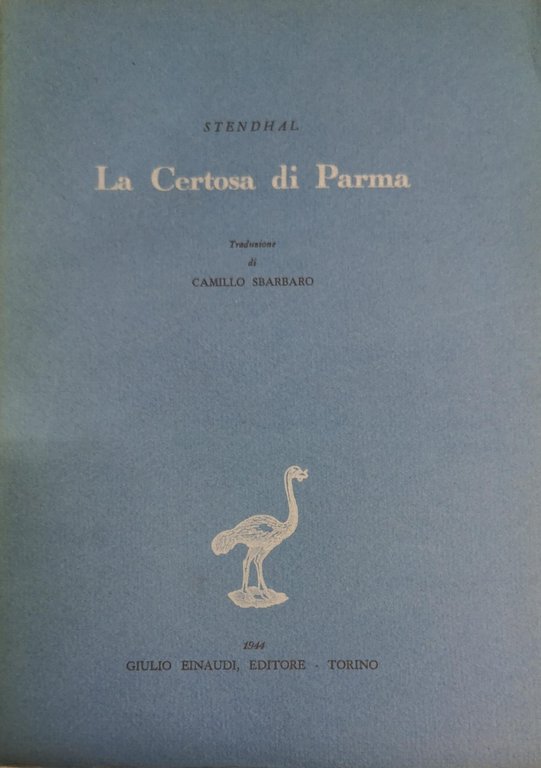 STENDHAL
La Certosa di Parma
Traduzione
di
CAMILLO SBARBARO
1944
GIULIO EINAUDI, EDITORE - TORINO